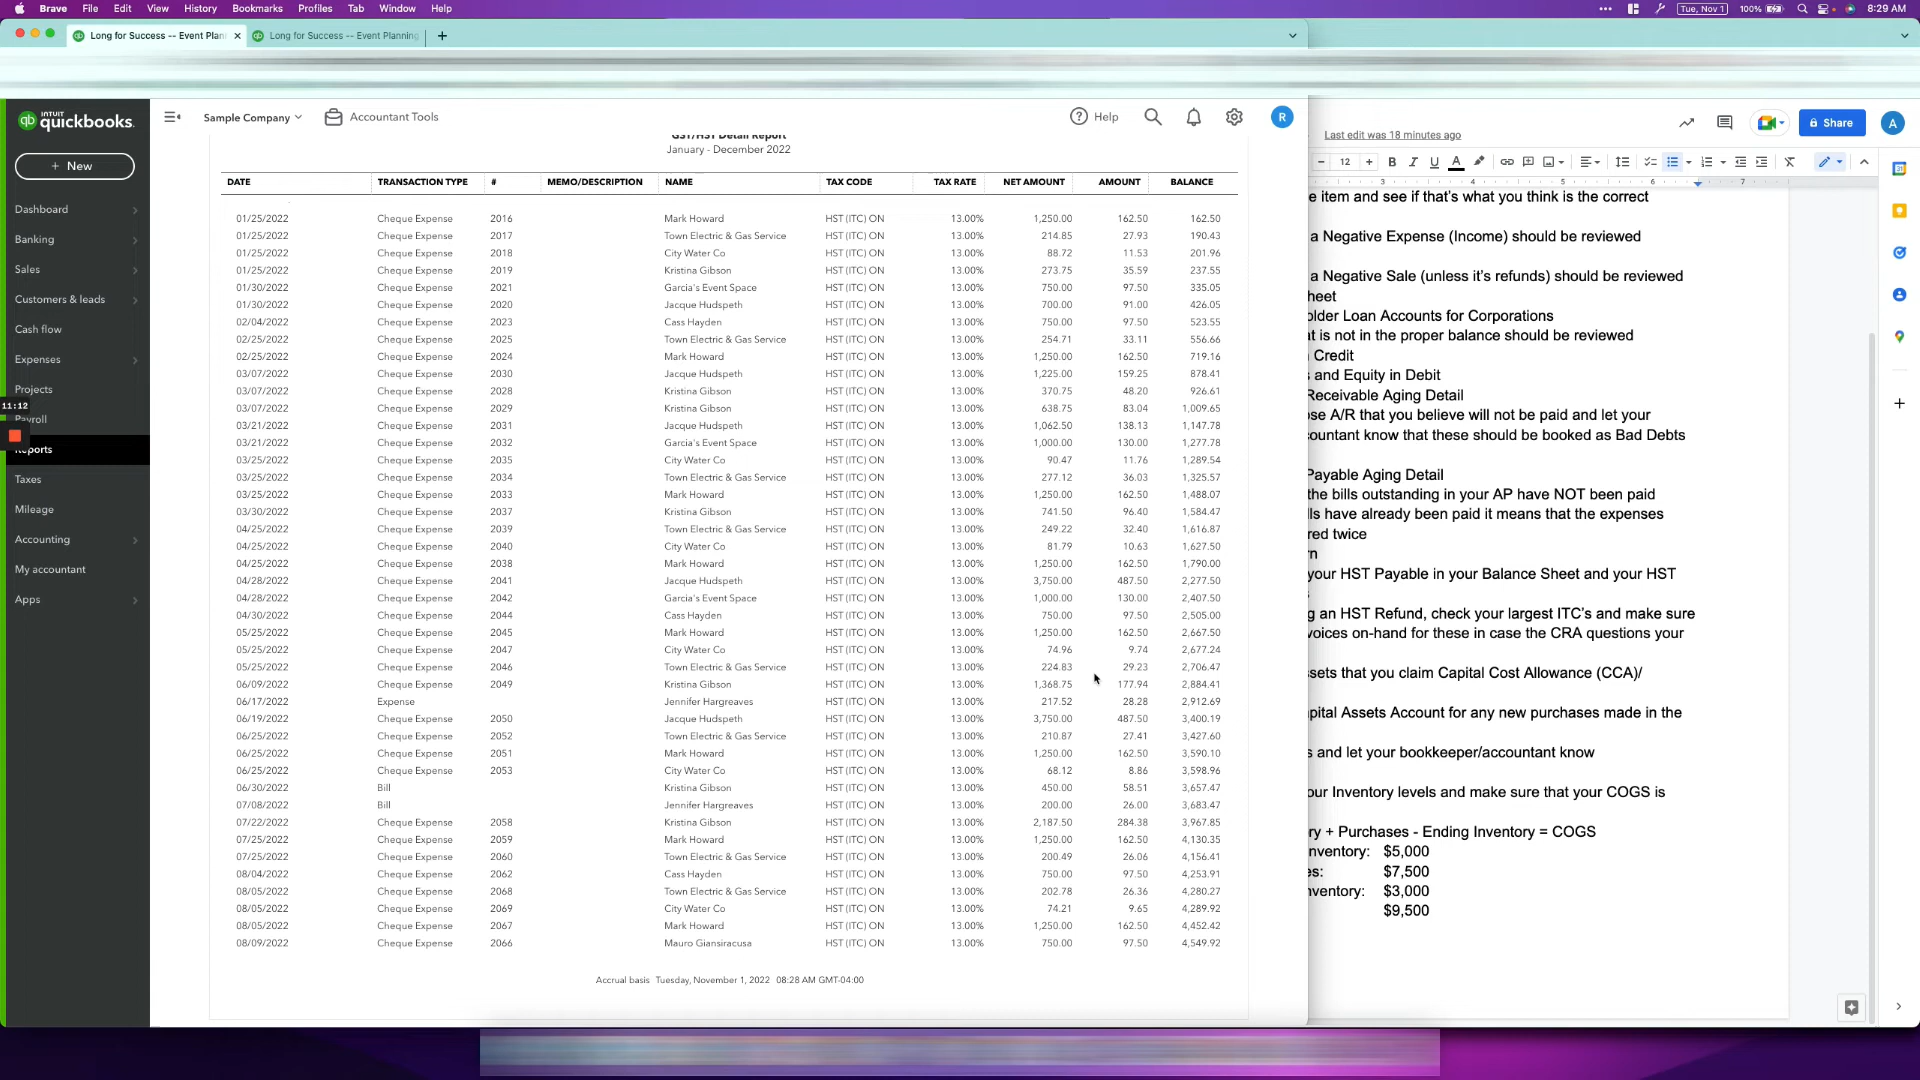 Brave File Edit View History Bookmarks Profiles Tab Window Help
Tue, Nov 1 100% 8:29 AM
Long for Success -- Event Plan
Long for Success -- Event Planning
INTUIT quickbooks.
+ New
Dashboard
Banking
Sales
Customers & leads
Cash flow
Expenses
Projects
11:12
Payroll
Reports
Taxes
Mileage
Accounting
My accountant
Apps
Sample Company Accountant Tools Help R
GST/HST Detail Report
January - December 2022
DATE TRANSACTION TYPE # MEMO/DESCRIPTION NAME TAX CODE TAX RATE NET AMOUNT AMOUNT BALANCE
01/25/2022 Cheque Expense 2016 Mark Howard HST (ITC) ON 13.00% 1,250.00 162.50 162.50
01/25/2022 Cheque Expense 2017 Town Electric & Gas Service HST (ITC) ON 13.00% 214.85 27.93 190.43
01/25/2022 Cheque Expense 2018 City Water Co HST (ITC) ON 13.00% 88.72 11.53 201.96
01/25/2022 Cheque Expense 2019 Kristina Gibson HST (ITC) ON 13.00% 273.75 35.59 237.55
01/30/2022 Cheque Expense 2021 Garcia's Event Space HST (ITC) ON 13.00% 750.00 97.50 335.05
01/30/2022 Cheque Expense 2020 Jacque Hudspeth HST (ITC) ON 13.00% 700.00 91.00 426.05
02/04/2022 Cheque Expense 2023 Cass Hayden HST (ITC) ON 13.00% 750.00 97.50 523.55
02/25/2022 Cheque Expense 2025 Town Electric & Gas Service HST (ITC) ON 13.00% 254.71 33.11 556.66
02/25/2022 Cheque Expense 2024 Mark Howard HST (ITC) ON 13.00% 1,250.00 162.50 719.16
03/07/2022 Cheque Expense 2030 Jacque Hudspeth HST (ITC) ON 13.00% 1,225.00 159.25 878.41
03/07/2022 Cheque Expense 2028 Kristina Gibson HST (ITC) ON 13.00% 370.75 48.20 926.61
03/07/2022 Cheque Expense 2029 Kristina Gibson HST (ITC) ON 13.00% 638.75 83.04 1,009.65
03/21/2022 Cheque Expense 2031 Jacque Hudspeth HST (ITC) ON 13.00% 1,062.50 138.13 1,147.78
03/21/2022 Cheque Expense 2032 Garcia's Event Space HST (ITC) ON 13.00% 1,000.00 130.00 1,277.78
03/25/2022 Cheque Expense 2035 City Water Co HST (ITC) ON 13.00% 90.47 11.76 1,289.54
03/25/2022 Cheque Expense 2034 Town Electric & Gas Service HST (ITC) ON 13.00% 277.12 36.03 1,325.57
03/25/2022 Cheque Expense 2033 Mark Howard HST (ITC) ON 13.00% 1,250.00 162.50 1,488.07
03/30/2022 Cheque Expense 2037 Kristina Gibson HST (ITC) ON 13.00% 741.50 96.40 1,584.47
04/25/2022 Cheque Expense 2039 Town Electric & Gas Service HST (ITC) ON 13.00% 249.22 32.40 1,616.87
04/25/2022 Cheque Expense 2040 City Water Co HST (ITC) ON 13.00% 81.79 10.63 1,627.50
04/25/2022 Cheque Expense 2038 Mark Howard HST (ITC) ON 13.00% 1,250.00 162.50 1,790.00
04/28/2022 Cheque Expense 2041 Jacque Hudspeth HST (ITC) ON 13.00% 3,750.00 487.50 2,277.50
04/28/2022 Cheque Expense 2042 Garcia's Event Space HST (ITC) ON 13.00% 1,000.00 130.00 2,407.50
04/30/2022 Cheque Expense 2044 Cass Hayden HST (ITC) ON 13.00% 750.00 97.50 2,505.00
05/25/2022 Cheque Expense 2045 Mark Howard HST (ITC) ON 13.00% 1,250.00 162.50 2,667.50
05/25/2022 Cheque Expense 2047 City Water Co HST (ITC) ON 13.00% 74.96 9.74 2,677.24
05/25/2022 Cheque Expense 2046 Town Electric & Gas Service HST (ITC) ON 13.00% 224.83 29.23 2,706.47
06/09/2022 Cheque Expense 2049 Kristina Gibson HST (ITC) ON 13.00% 1,368.75 177.94 2,884.41
06/17/2022 Expense Jennifer Hargreaves HST (ITC) ON 13.00% 217.52 28.28 2,912.69
06/19/2022 Cheque Expense 2050 Jacque Hudspeth HST (ITC) ON 13.00% 3,750.00 487.50 3,400.19
06/25/2022 Cheque Expense 2052 Town Electric & Gas Service HST (ITC) ON 13.00% 210.87 27.41 3,427.60
06/25/2022 Cheque Expense 2051 Mark Howard HST (ITC) ON 13.00% 1,250.00 162.50 3,590.10
06/25/2022 Cheque Expense 2053 City Water Co HST (ITC) ON 13.00% 68.12 8.86 3,598.96
06/30/2022 Bill Kristina Gibson HST (ITC) ON 13.00% 450.00 58.51 3,657.47
07/08/2022 Bill Jennifer Hargreaves HST (ITC) ON 13.00% 200.00 26.00 3,683.47
07/22/2022 Cheque Expense 2058 Kristina Gibson HST (ITC) ON 13.00% 2,187.50 284.38 3,967.85
07/25/2022 Cheque Expense 2059 Mark Howard HST (ITC) ON 13.00% 1,250.00 162.50 4,130.35
07/25/2022 Cheque Expense 2060 Town Electric & Gas Service HST (ITC) ON 13.00% 200.49 26.06 4,156.41
08/04/2022 Cheque Expense 2062 Cass Hayden HST (ITC) ON 13.00% 750.00 97.50 4,253.91
08/05/2022 Cheque Expense 2068 Town Electric & Gas Service HST (ITC) ON 13.00% 202.78 26.36 4,280.27
08/05/2022 Cheque Expense 2069 City Water Co HST (ITC) ON 13.00% 74.21 9.65 4,289.92
08/05/2022 Cheque Expense 2067 Mark Howard HST (ITC) ON 13.00% 1,250.00 162.50 4,452.42
08/09/2022 Cheque Expense 2066 Mauro Giansiracusa HST (ITC) ON 13.00% 750.00 97.50 4,549.92
Accrual basis Tuesday, November 1, 2022 08:28 AM GMT-04:00
Last edit was 18 minutes ago
Share A
12
3 4 5 6 7
e item and see if that's what you think is the correct
a Negative Expense (Income) should be reviewed
a Negative Sale (unless it's refunds) should be reviewed
heet
older Loan Accounts for Corporations
at is not in the proper balance should be reviewed
Credit
s and Equity in Debit
Receivable Aging Detail
ose A/R that you believe will not be paid and let your
countant know that these should be booked as Bad Debts
Payable Aging Detail
the bills outstanding in your AP have NOT been paid
lls have already been paid it means that the expenses
red twice
rn
your HST Payable in your Balance Sheet and your HST
s
g an HST Refund, check your largest ITC's and make sure
voices on-hand for these in case the CRA questions your
sets that you claim Capital Cost Allowance (CCA)/
pital Assets Account for any new purchases made in the
s and let your bookkeeper/accountant know
our Inventory levels and make sure that your COGS is
ry + Purchases - Ending Inventory = COGS
nventory: $5,000
es: $7,500
nventory: $3,000
$9,500